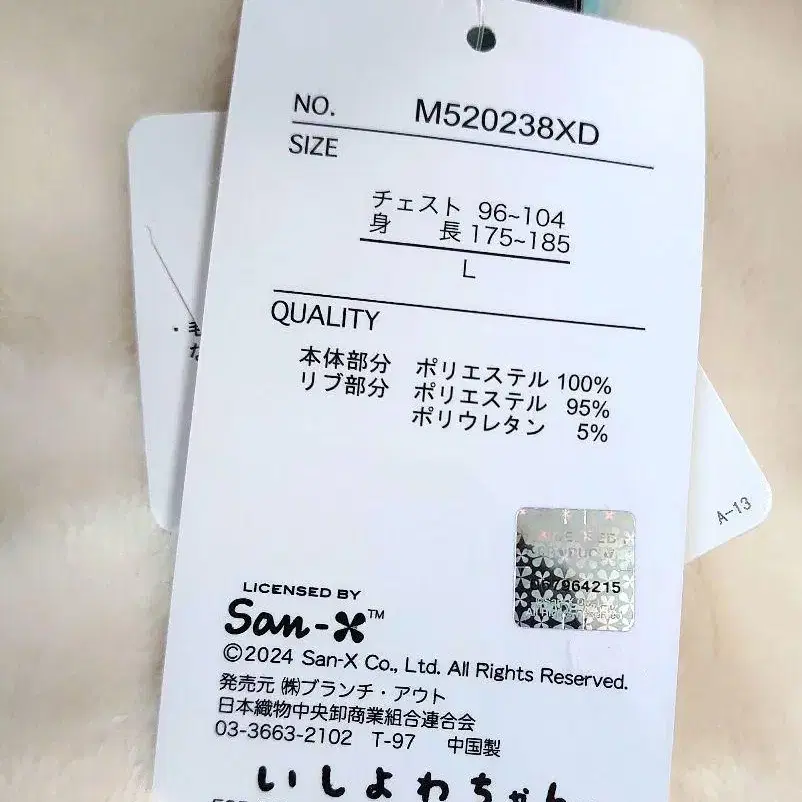 NO. M520238XD
SIZE
チェスト 96~104
身 長 175~185
L
QUALITY
本体部分 ポリエステル 100%
リブ部分 ポリエステル 95%
ポリウレタン 5%
A-13
LICENSED BY
San-X™
©2024 San-X Co., Ltd. All Rights Reserved.
発売元 ㈱ブランチ・アウト
日本織物中央卸商業組合連合会
03-3663-2102 T-97 中国製
いしよわちゃん